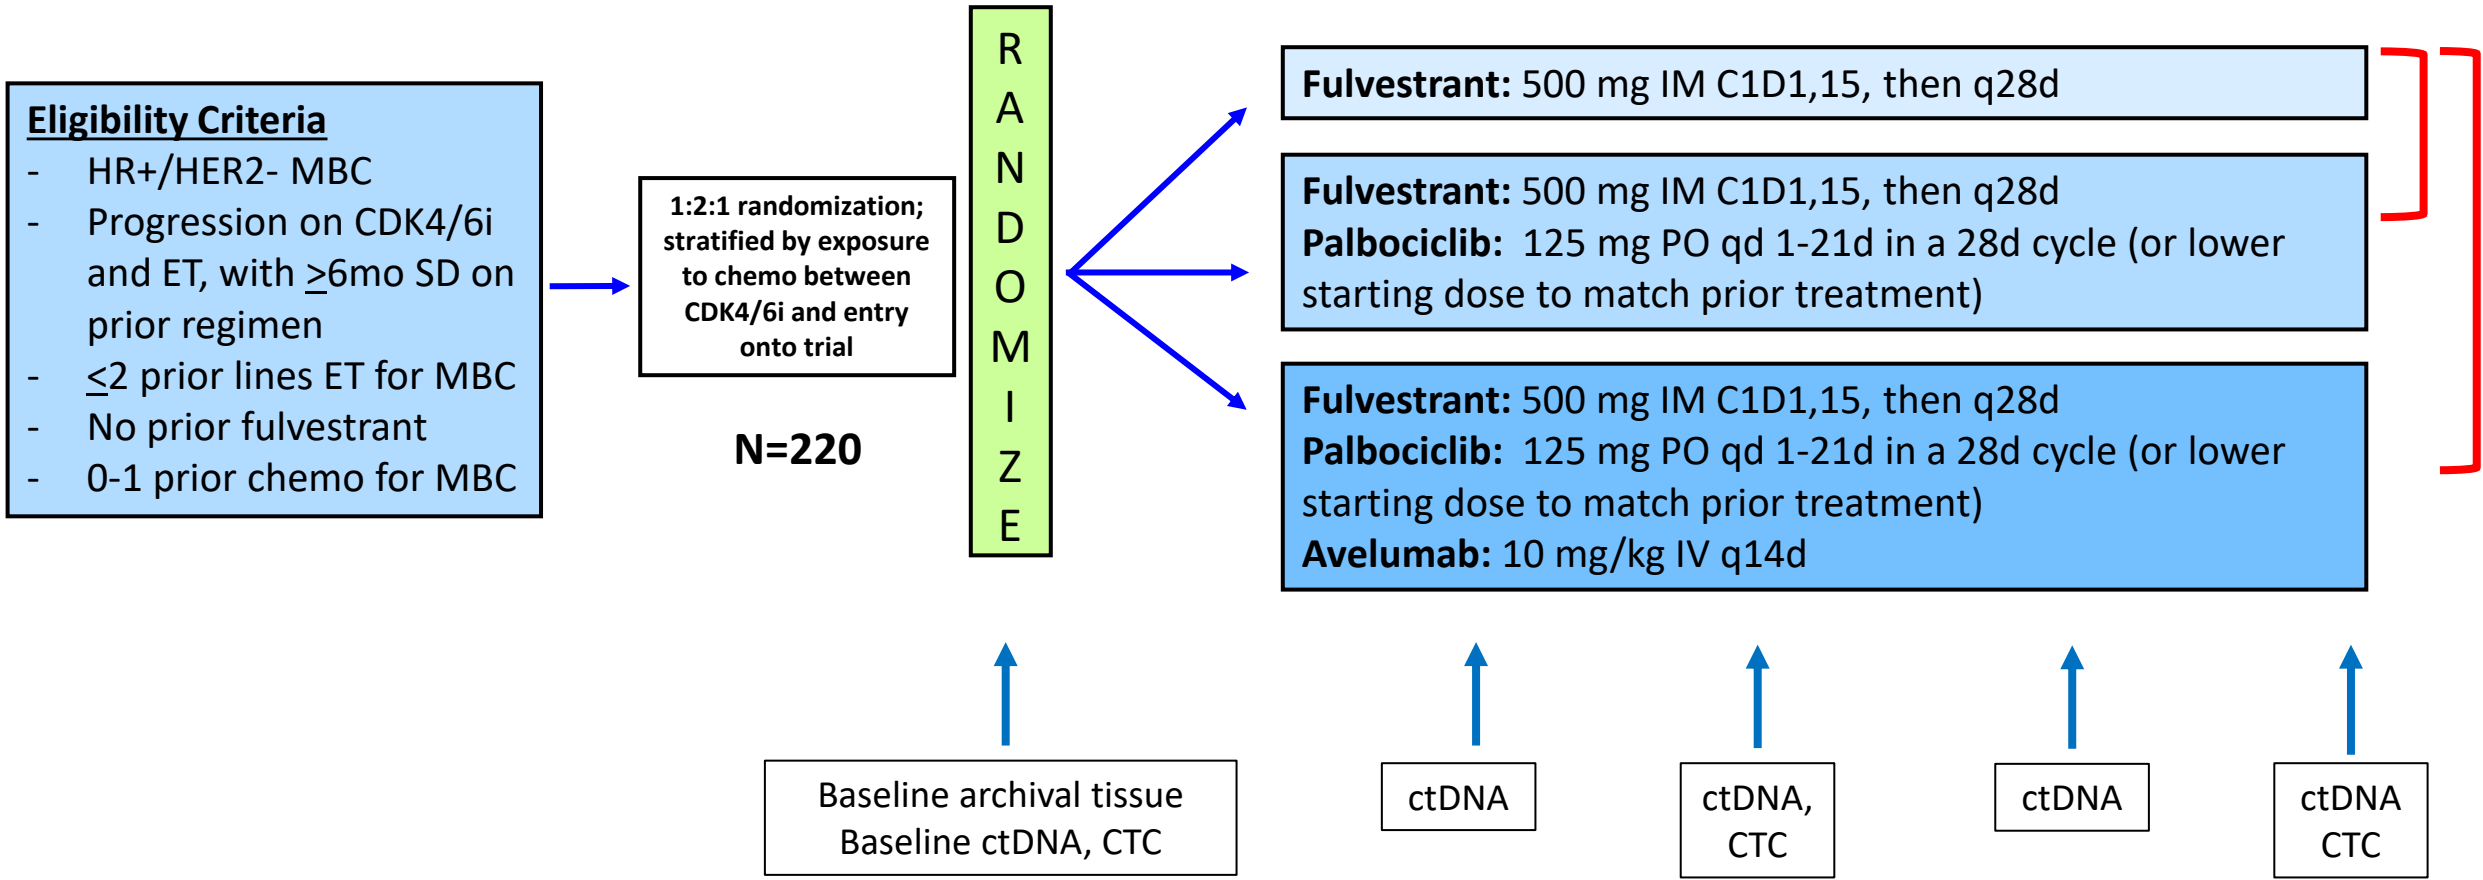 Eligibility Criteria
- HR+/HER2- MBC
- Progression on CDK4/6i
and ET, with >6mo SD on
prior regimen
- <2 prior lines ET for MBC
- No prior fulvestrant
- 0-1 prior chemo for MBC
1:2:1 randomization;
stratified by exposure
to chemo between
CDK4/6i and entry
onto trial
N=220
R
A
N
D
O
M
I
Z
E
Fulvestrant: 500 mg IM C1D1,15, then q28d
Fulvestrant: 500 mg IM C1D1,15, then q28d
Palbociclib: 125 mg PO qd 1-21d in a 28d cycle (or lower
starting dose to match prior treatment)
Fulvestrant: 500 mg IM C1D1,15, then q28d
Palbociclib: 125 mg PO qd 1-21d in a 28d cycle (or lower
starting dose to match prior treatment)
Avelumab: 10 mg/kg IV q14d
Baseline archival tissue
Baseline ctDNA, CTC
ctDNA
ctDNA,
CTC
ctDNA
ctDNA
CTC